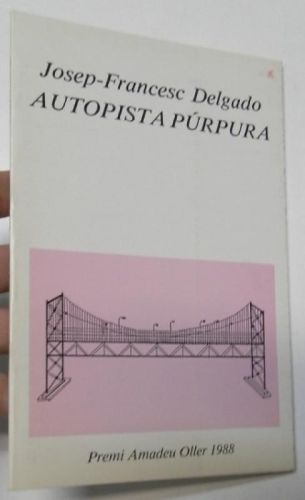 Josep-Francesc Delgado
AUTOPISTA PÚRPURA
Premi Amadeu Oller 1988